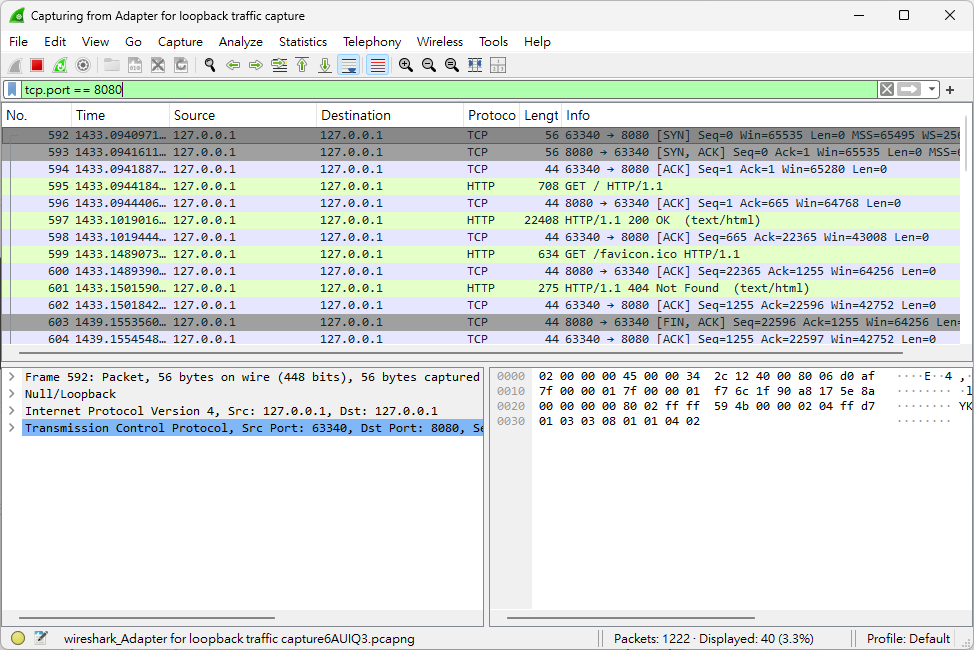 Capturing from Adapter for loopback traffic capture
File Edit View Go Capture Analyze Statistics Telephony Wireless Tools Help
tcp.port == 8080
No. Time Source Destination Protoco Lengt Info
592 1433.0940971… 127.0.0.1 127.0.0.1 TCP 56 63340 → 8080 [SYN] Seq=0 Win=65535 Len=0 MSS=65495 WS=256
593 1433.0941611… 127.0.0.1 127.0.0.1 TCP 56 8080 → 63340 [SYN, ACK] Seq=0 Ack=1 Win=65535 Len=0 MSS=6
594 1433.0941887… 127.0.0.1 127.0.0.1 TCP 44 63340 → 8080 [ACK] Seq=1 Ack=1 Win=65280 Len=0
595 1433.0944184… 127.0.0.1 127.0.0.1 HTTP 708 GET / HTTP/1.1
596 1433.0944406… 127.0.0.1 127.0.0.1 TCP 44 8080 → 63340 [ACK] Seq=1 Ack=665 Win=64768 Len=0
597 1433.1019016… 127.0.0.1 127.0.0.1 HTTP 22408 HTTP/1.1 200 OK (text/html)
598 1433.1019444… 127.0.0.1 127.0.0.1 TCP 44 63340 → 8080 [ACK] Seq=665 Ack=22365 Win=43008 Len=0
599 1433.1489073… 127.0.0.1 127.0.0.1 HTTP 634 GET /favicon.ico HTTP/1.1
600 1433.1489390… 127.0.0.1 127.0.0.1 TCP 44 8080 → 63340 [ACK] Seq=22365 Ack=1255 Win=64256 Len=0
601 1433.1501590… 127.0.0.1 127.0.0.1 HTTP 275 HTTP/1.1 404 Not Found (text/html)
602 1433.1501842… 127.0.0.1 127.0.0.1 TCP 44 63340 → 8080 [ACK] Seq=1255 Ack=22596 Win=42752 Len=0
603 1439.1553560… 127.0.0.1 127.0.0.1 TCP 44 8080 → 63340 [FIN, ACK] Seq=22596 Ack=1255 Win=64256 Len=
604 1439.1554548… 127.0.0.1 127.0.0.1 TCP 44 63340 → 8080 [ACK] Seq=1255 Ack=22597 Win=42752 Len=0
Frame 592: Packet, 56 bytes on wire (448 bits), 56 bytes captured
Null/Loopback
Internet Protocol Version 4, Src: 127.0.0.1, Dst: 127.0.0.1
Transmission Control Protocol, Src Port: 63340, Dst Port: 8080, Se
0000 02 00 00 00 45 00 00 34 2c 12 40 00 80 06 d0 af ····E··4 ,·
0010 7f 00 00 01 7f 00 00 01 f7 6c 1f 90 a8 17 5e 8a ········ ·l
0020 00 00 00 00 80 02 ff ff 59 4b 00 00 02 04 ff d7 ········ YK
0030 01 03 03 08 01 01 04 02 ········
wireshark_Adapter for loopback traffic capture6AUIQ3.pcapng
Packets: 1222 · Displayed: 40 (3.3%)
Profile: Default